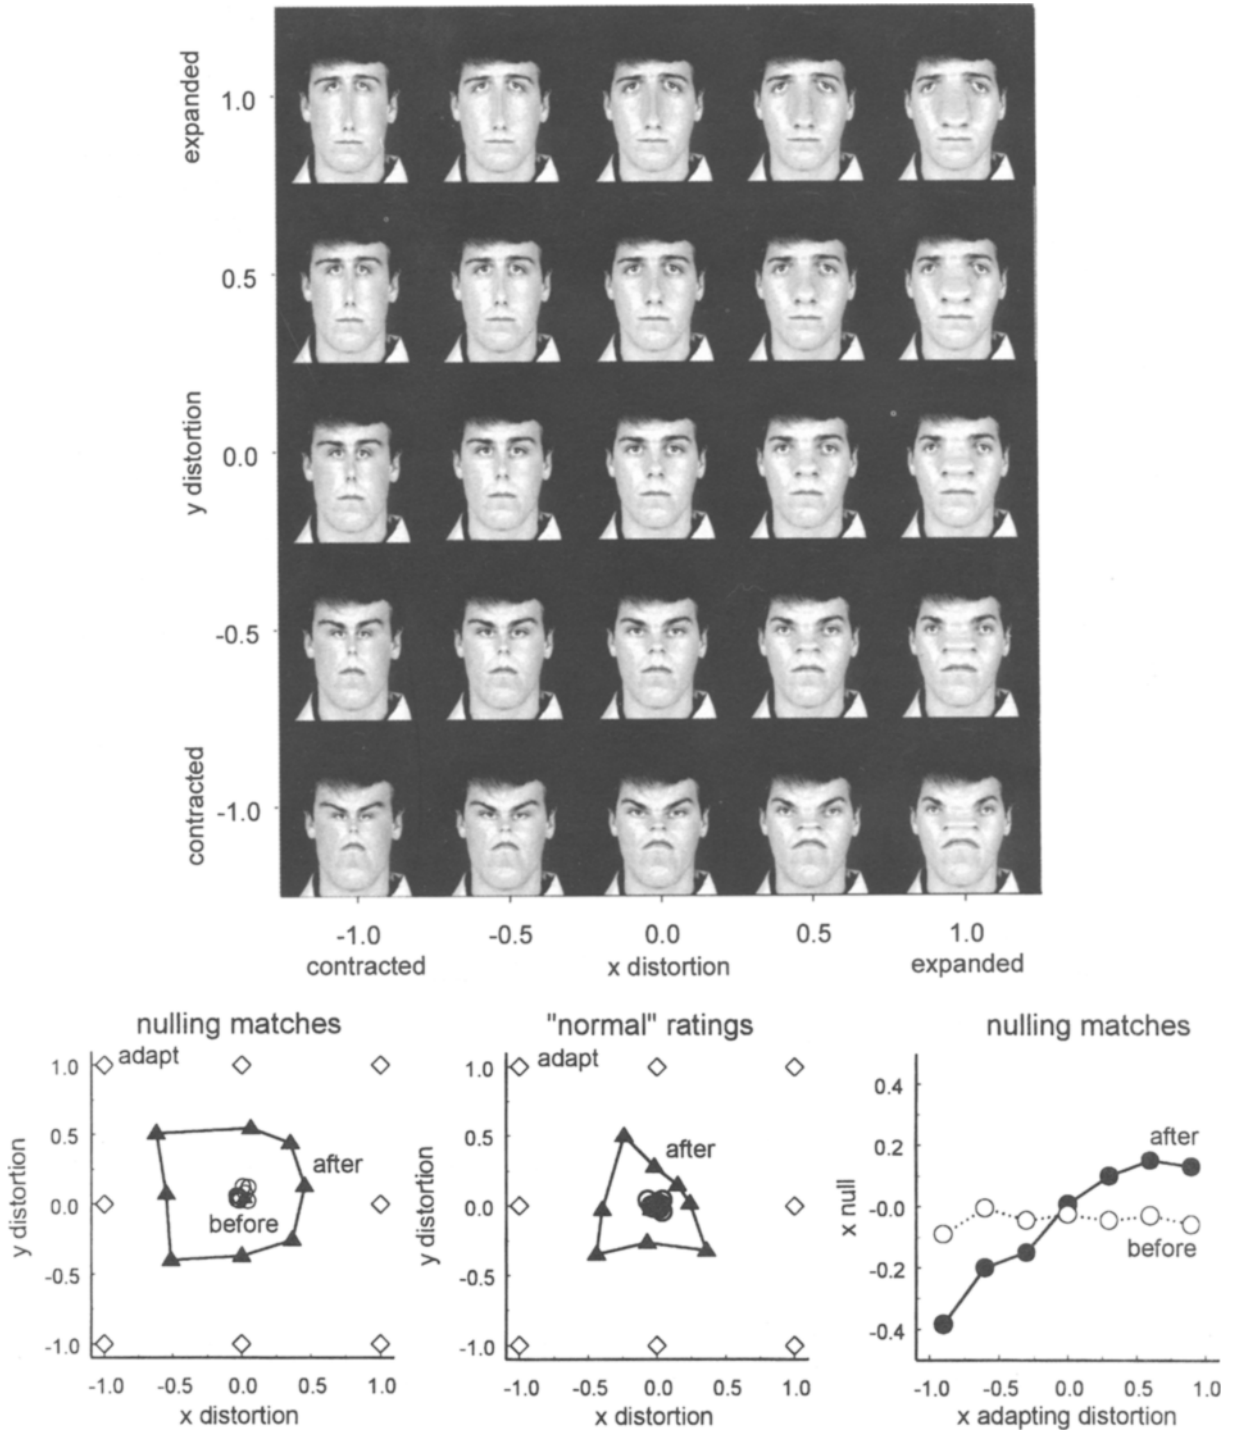 expanded
1.0
0.5
y distortion
0.0
-0.5
contracted
-1.0
-1.0 -0.5 0.0 0.5 1.0
contracted x distortion expanded
nulling matches
adapt
1.0
0.5
after
y distortion
0.0
before
-0.5
-1.0
-1.0 -0.5 0.0 0.5 1.0
x distortion
"normal" ratings
adapt
1.0
0.5
after
y distortion
0.0
-0.5
-1.0
-1.0 -0.5 0.0 0.5 1.0
x distortion
nulling matches
0.4
after
0.2
x null
-0.0
before
-0.2
-0.4
-1.0 -0.5 0.0 0.5 1.0
x adapting distortion